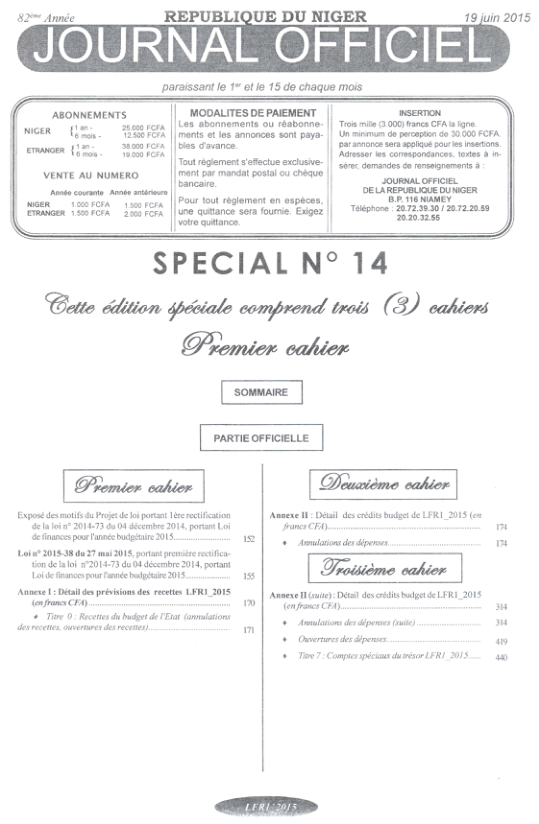 82ème Année
REPUBLIQUE DU NIGER
19 juin 2015
JOURNAL OFFICIEL
paraissant le 1er et le 15 de chaque mois
ABONNEMENTS
NIGER { 1 an - 25.000 FCFA
6 mois - 12.500 FCFA
ETRANGER { 1 an - 38.000 FCFA
6 mois - 19.000 FCFA
VENTE AU NUMERO
Année courante Année antérieure
NIGER 1.000 FCFA 1.500 FCFA
ETRANGER 1.500 FCFA 2.000 FCFA
MODALITES DE PAIEMENT
Les abonnements ou réabonne-
ments et les annonces sont paya-
bles d'avance.
Tout réglement s'effectue exclusive-
ment par mandat postal ou chèque
bancaire.
Pour tout règlement en espèces,
une quittance sera fournie. Exigez
votre quittance.
INSERTION
Trois mille (3.000) francs CFA la ligne.
Un minimum de perception de 30.000 FCFA.
par annonce sera appliqué pour les insertions.
Adresser les correspondances, textes à in-
sérer, demandes de renseignements à :
JOURNAL OFFICIEL
DE LA REPUBLIQUE DU NIGER
B.P. 116 NIAMEY
Téléphone : 20.72.39.30 / 20.72.20.59
20.20.32.55
SPECIAL N° 14
Cette édition spéciale comprend trois (3) cahiers
Premier cahier
SOMMAIRE
PARTIE OFFICIELLE
Premier cahier
Exposé des motifs du Projet de loi portant 1ère rectification
de la loi n° 2014-73 du 04 décembre 2014, portant Loi
de finances pour l'année budgétaire 2015 152
Loi n° 2015-38 du 27 mai 2015, portant première rectifica-
tion de la loi n°2014-73 du 04 décembre 2014, portant
Loi de finances pour l'année budgétaire 2015 155
Annexe I : Détail des prévisions des recettes LFR1_2015
(en francs CFA) 170
♦ Titre 0 : Recettes du budget de l'Etat (annulations
des recettes, ouvertures des recettes) 171
Deuxième cahier
Annexe II : Détail des crédits budget de LFR1_2015 (en
francs CFA) 174
♦ Annulations des dépenses 174
Troisième cahier
Annexe II (suite) : Détail des crédits budget de LFR1_2015
(en francs CFA) 314
♦ Annulations des dépenses (suite) 314
♦ Ouvertures des dépenses 419
♦ Titre 7 : Comptes spéciaux du trésor LFR1_2015 440
LFR1-2015